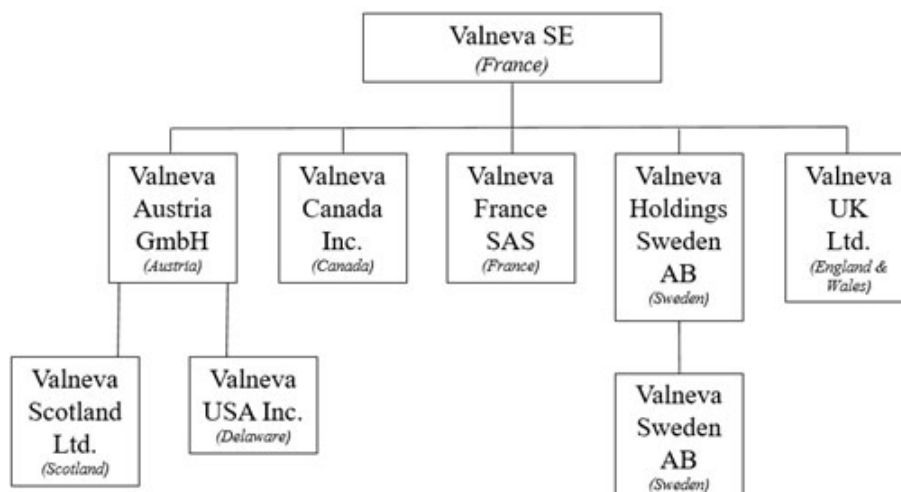 Valneva SE
(France)
Valneva
Austria
GmbH
(Austria)
Valneva
Canada
Inc.
(Canada)
Valneva
France
SAS
(France)
Valneva
Holdings
Sweden
AB
(Sweden)
Valneva
UK
Ltd.
(England &
Wales)
Valneva
Scotland
Ltd.
(Scotland)
Valneva
USA Inc.
(Delaware)
Valneva
Sweden
AB
(Sweden)